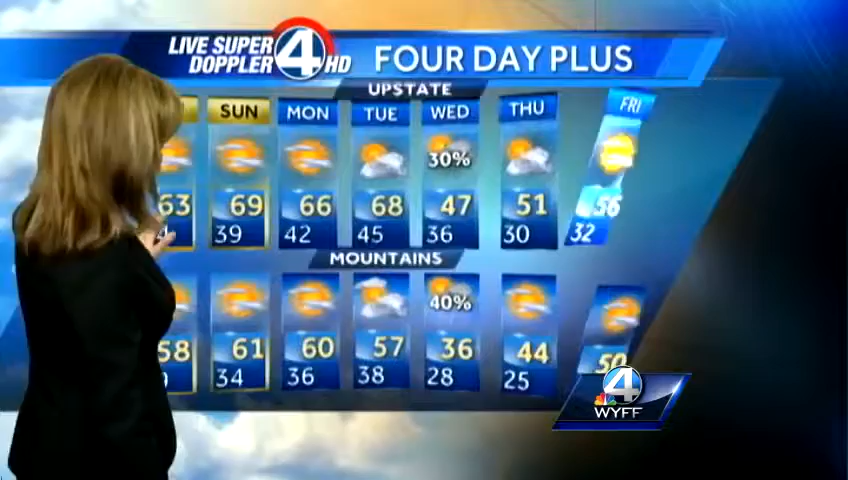 LIVE SUPER
DOPPLER 4 HD
FOUR DAY PLUS
UPSTATE
SUN MON TUE WED THU FRI
30%
63 69 66 68 47 51 56
39 42 45 36 30 32
MOUNTAINS
40%
58 61 60 57 36 44 50
34 36 38 28 25
4
WYFF